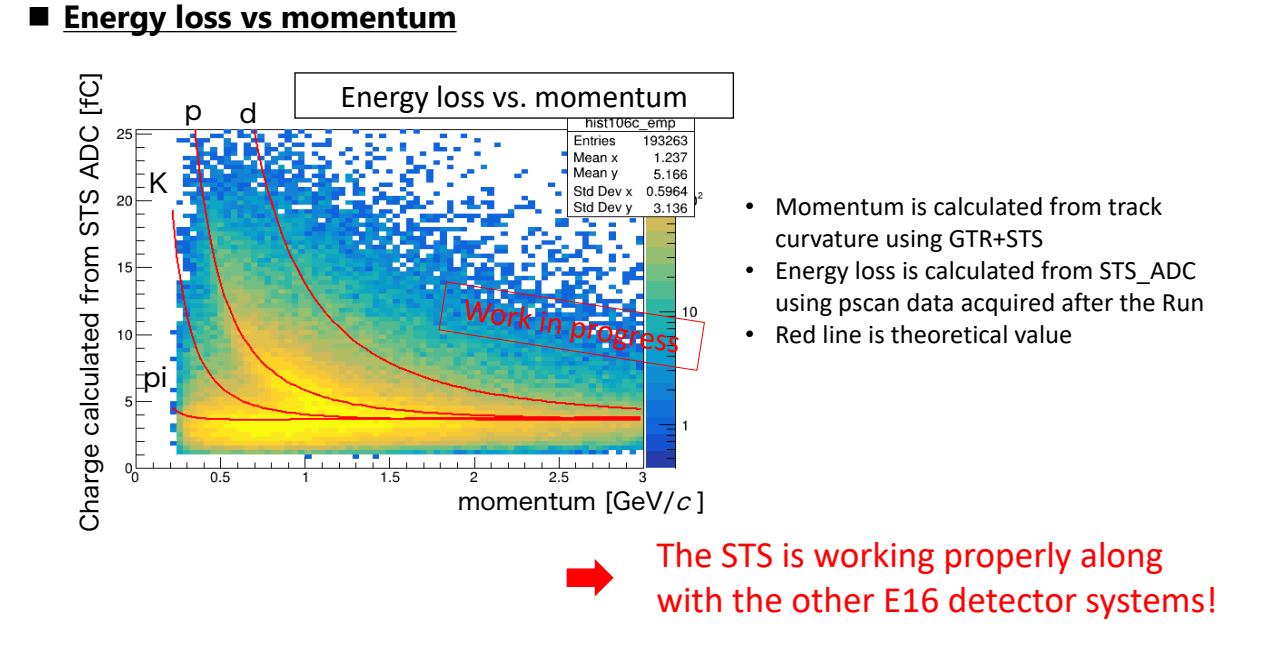 ■ Energy loss vs momentum
Energy loss vs. momentum
hist106c_emp
Entries 193263
Mean x 1.237
Mean y 5.166
Std Dev x 0.5964
Std Dev y 3.136
Charge calculated from STS ADC [fC]
p
d
K
pi
25
20
15
10
5
0
0 0.5 1 1.5 2 2.5 3
momentum [GeV/c]
10
1
Work in progress
• Momentum is calculated from track
curvature using GTR+STS
• Energy loss is calculated from STS_ADC
using pscan data acquired after the Run
• Red line is theoretical value
The STS is working properly along
with the other E16 detector systems!